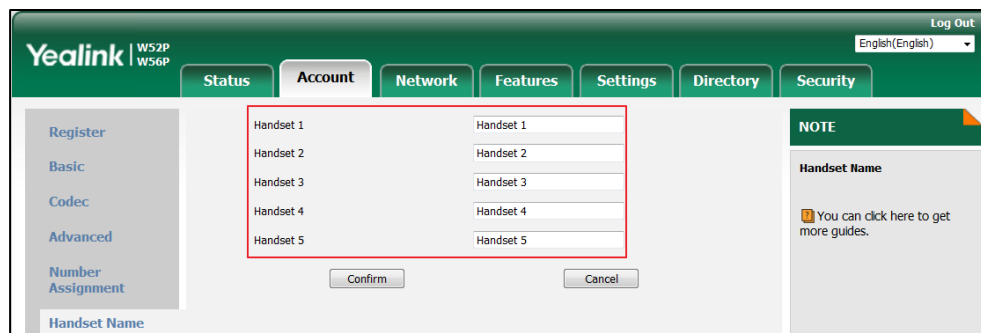 Log Out
Yealink | W52P
W56P
English(English)
Status Account Network Features Settings Directory Security
Register
Basic
Codec
Advanced
Number
Assignment
Handset Name
Handset 1 Handset 1
Handset 2 Handset 2
Handset 3 Handset 3
Handset 4 Handset 4
Handset 5 Handset 5
Confirm Cancel
NOTE
Handset Name
You can click here to get
more guides.